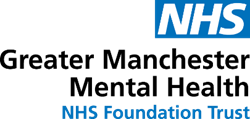 NHS
Greater Manchester
Mental Health
NHS Foundation Trust